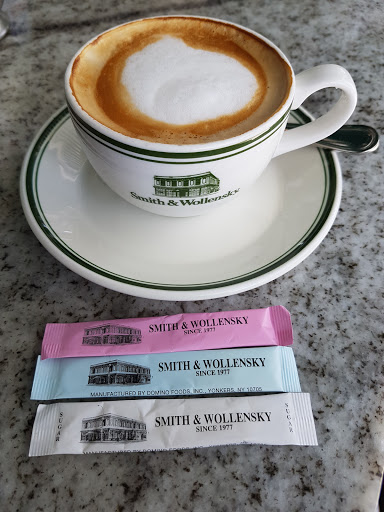 Smith & Wollensky
SMITH & WOLLENSKY
SINCE 1977
SMITH & WOLLENSKY
SINCE 1977
MANUFACTURED BY DOMINO FOODS, INC., YONKERS, NY 10705
SUGAR
SMITH & WOLLENSKY
SINCE 1977
SUGAR